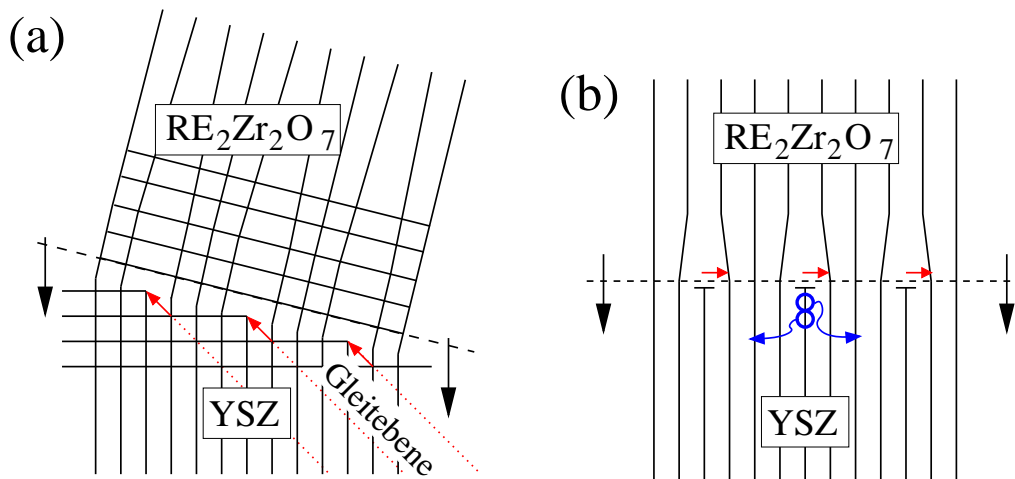 (a)
RE2Zr2O7
YSZ
Gleitebene
(b)
RE2Zr2O7
YSZ